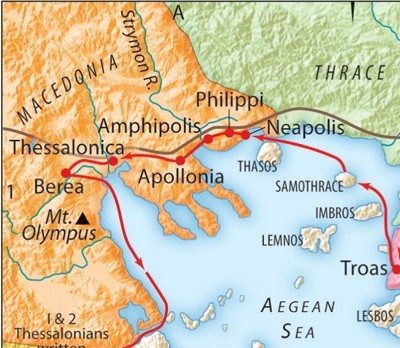 A
Strymon R.
MACEDONIA
THRACE
Philippi
Amphipolis
Neapolis
Thessalonica
THASOS
Apollonia
SAMOTHRACE
1
Berea
IMBROS
Mt.
Olympus
LEMNOS
Troas
AEGEAN
SEA
1 & 2
Thessalonians
written
LESBOS